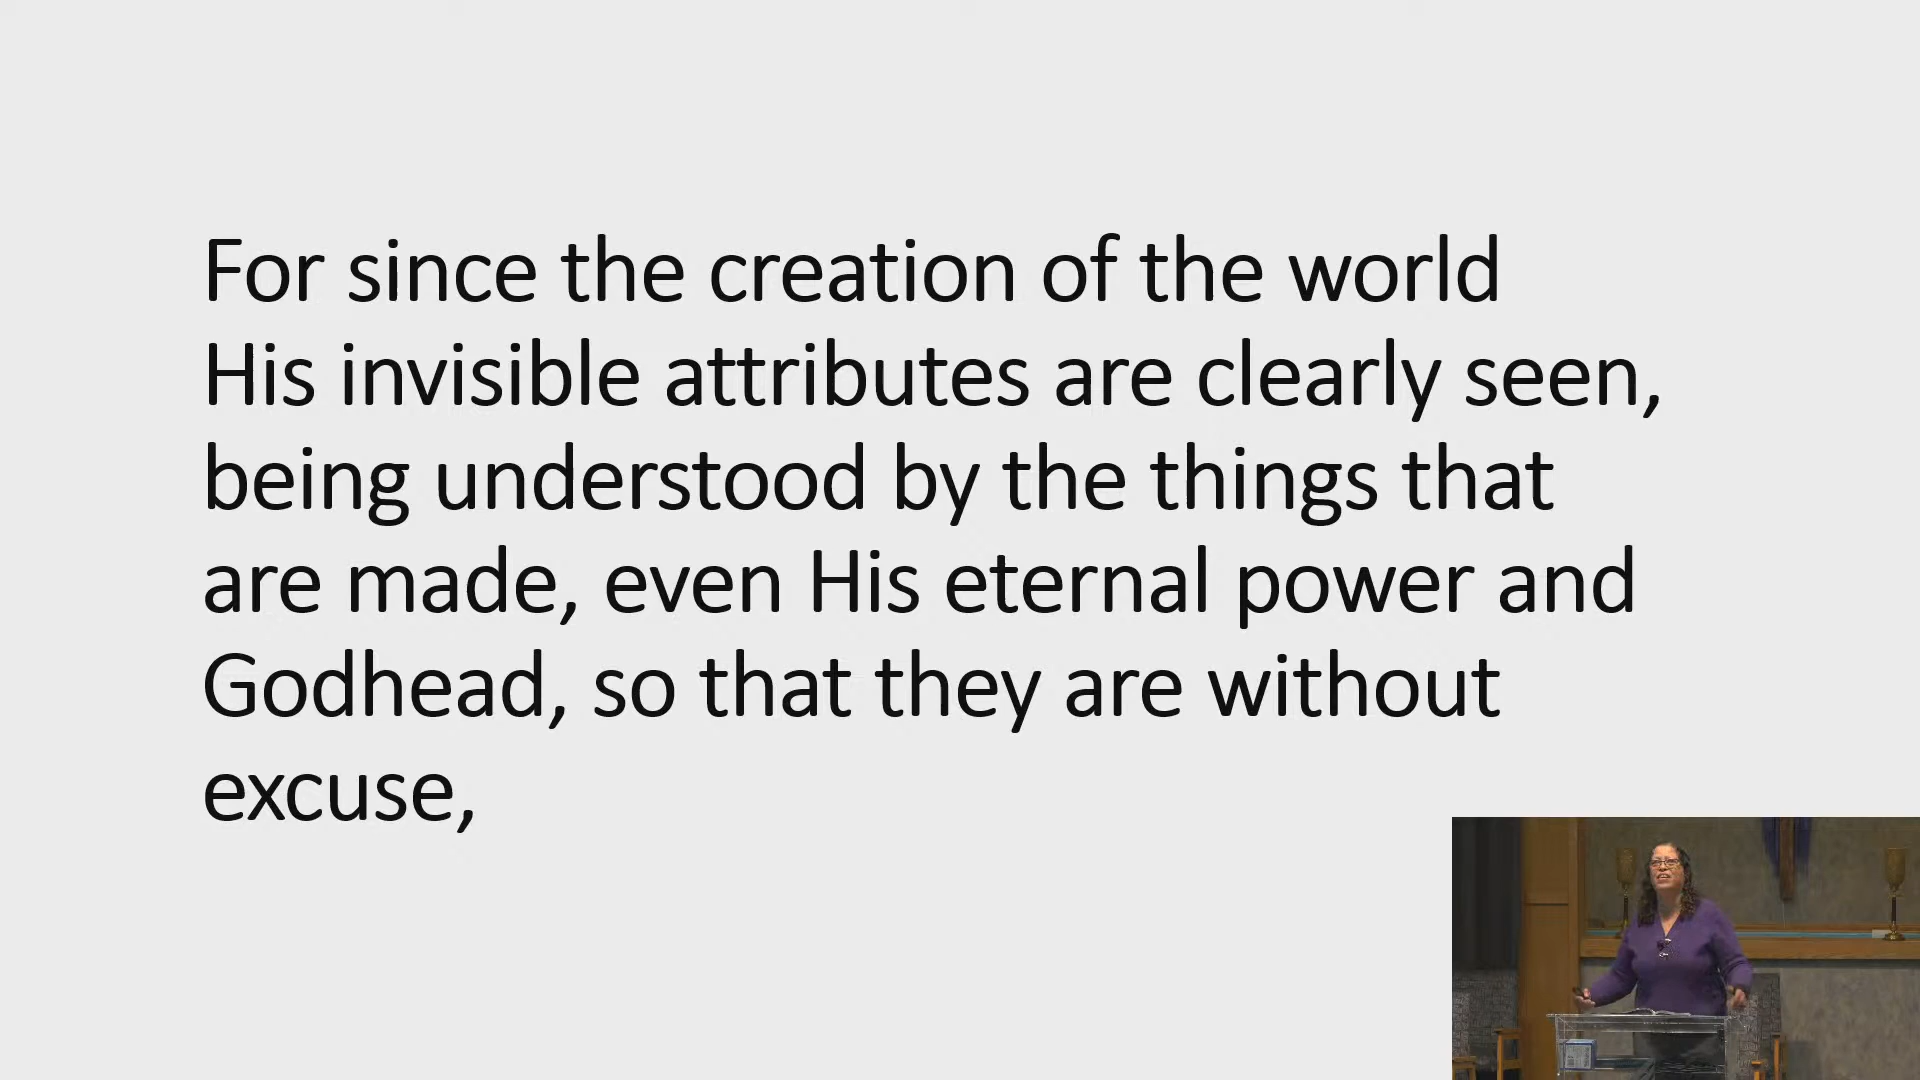 For since the creation of the world
His invisible attributes are clearly seen,
being understood by the things that
are made, even His eternal power and
Godhead, so that they are without
excuse,